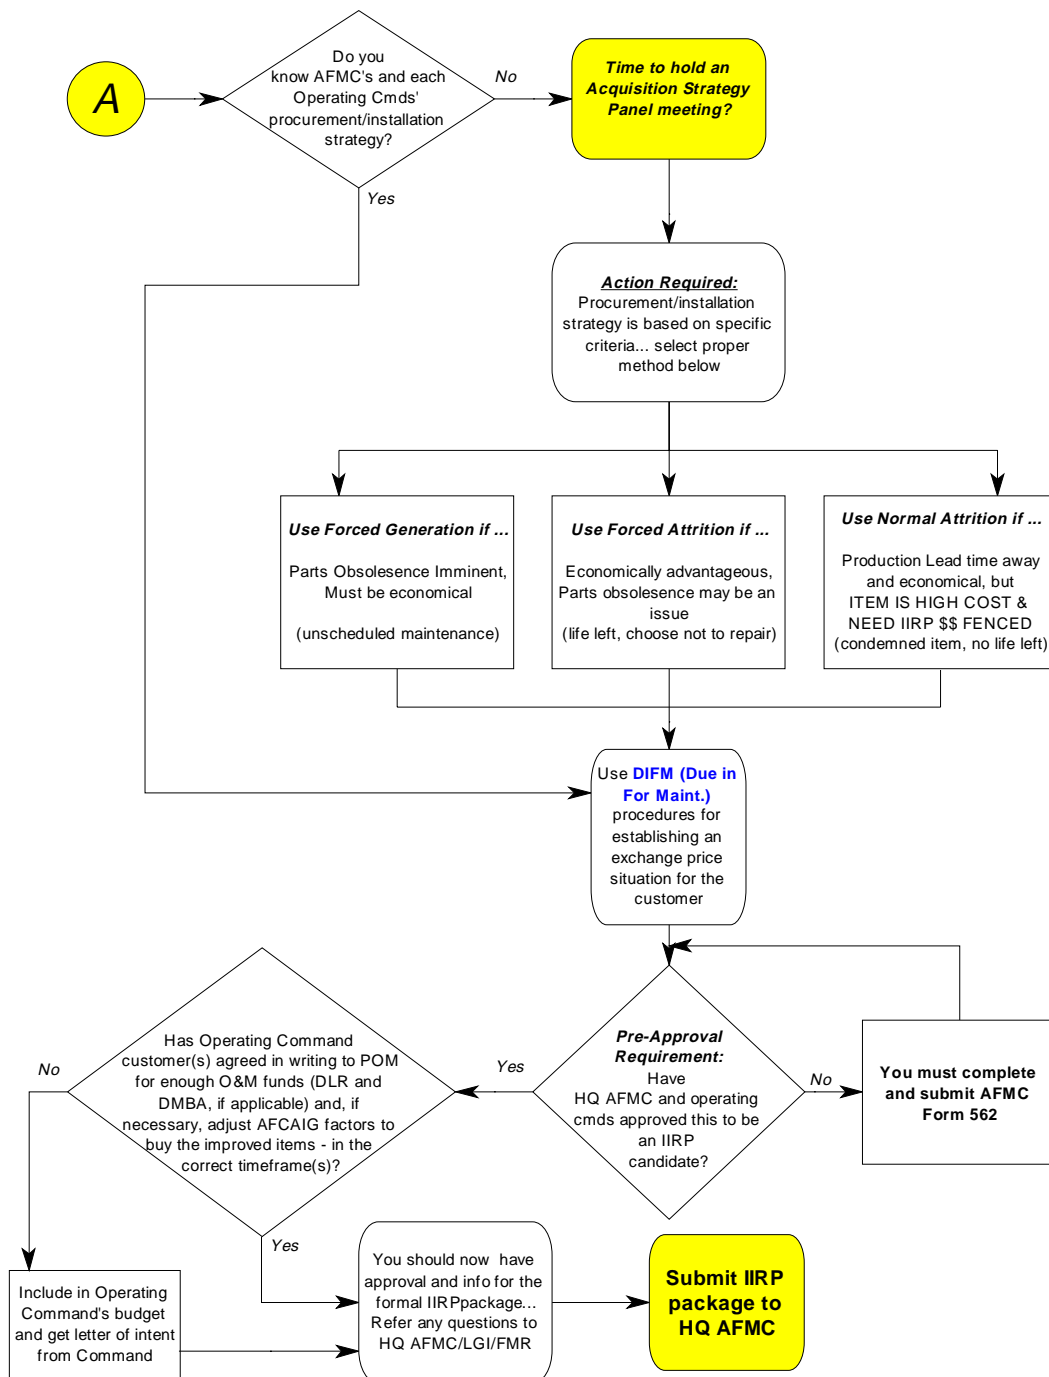 A
Do you
know AFMC's and each
Operating Cmds'
procurement/installation
strategy?
No
Yes
Time to hold an
Acquisition Strategy
Panel meeting?
Action Required:
Procurement/installation
strategy is based on specific
criteria... select proper
method below
Use Forced Generation if ...
Parts Obsolesence Imminent,
Must be economical
(unscheduled maintenance)
Use Forced Attrition if ...
Economically advantageous,
Parts obsolesence may be an
issue
(life left, choose not to repair)
Use Normal Attrition if ...
Production Lead time away
and economical, but
ITEM IS HIGH COST &
NEED IIRP $$ FENCED
(condemned item, no life left)
Use DIFM (Due in
For Maint.)
procedures for
establishing an
exchange price
situation for the
customer
Pre-Approval
Requirement:
Have
HQ AFMC and operating
cmds approved this to be
an IIRP
candidate?
No
Yes
You must complete
and submit AFMC
Form 562
Has Operating Command
customer(s) agreed in writing to POM
for enough O&M funds (DLR and
DMBA, if applicable) and, if
necessary, adjust AFCAIG factors to
buy the improved items - in the
correct timeframe(s)?
No
Yes
Include in Operating
Command's budget
and get letter of intent
from Command
You should now have
approval and info for the
formal IIRPpackage...
Refer any questions to
HQ AFMC/LGI/FMR
Submit IIRP
package to
HQ AFMC